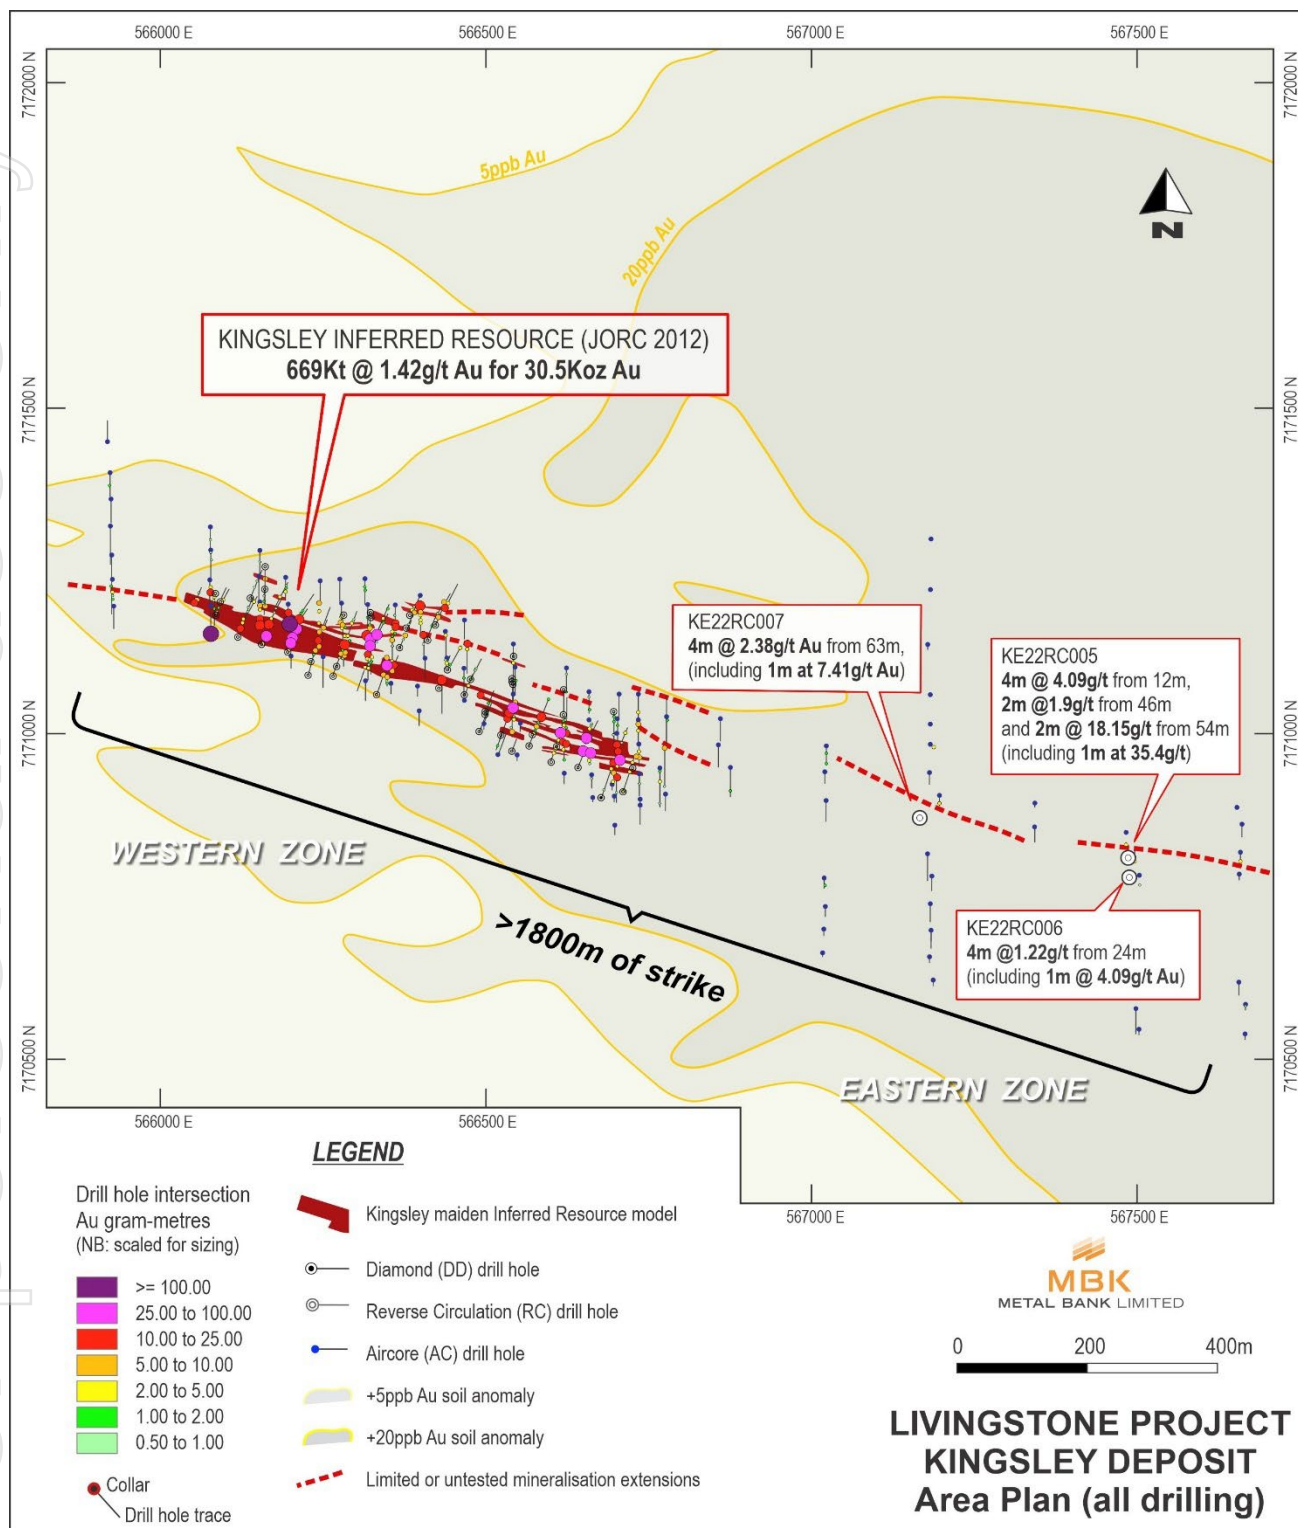 566000 E
566500 E
567000 E
567500 E
7172000 N
7172000 N
5ppb Au
20ppb Au
N
KINGSLEY INFERRED RESOURCE (JORC 2012)
669Kt @ 1.42g/t Au for 30.5Koz Au
7171500 N
7171500 N
KE22RC007
4m @ 2.38g/t Au from 63m,
(including 1m at 7.41g/t Au)
KE22RC005
4m @ 4.09g/t from 12m,
2m @1.9g/t from 46m
and 2m @ 18.15g/t from 54m
(including 1m at 35.4g/t)
7171000 N
7171000 N
WESTERN ZONE
>1800m of strike
KE22RC006
4m @1.22g/t from 24m
(including 1m @ 4.09g/t Au)
7170500 N
7170500 N
EASTERN ZONE
566000 E
566500 E
567000 E
567500 E
LEGEND
Drill hole intersection
Au gram-metres
(NB: scaled for sizing)
>= 100.00
25.00 to 100.00
10.00 to 25.00
5.00 to 10.00
2.00 to 5.00
1.00 to 2.00
0.50 to 1.00
Collar
Drill hole trace
Kingsley maiden Inferred Resource model
Diamond (DD) drill hole
Reverse Circulation (RC) drill hole
Aircore (AC) drill hole
+5ppb Au soil anomaly
+20ppb Au soil anomaly
Limited or untested mineralisation extensions
MBK
METAL BANK LIMITED
0 200 400m
LIVINGSTONE PROJECT
KINGSLEY DEPOSIT
Area Plan (all drilling)